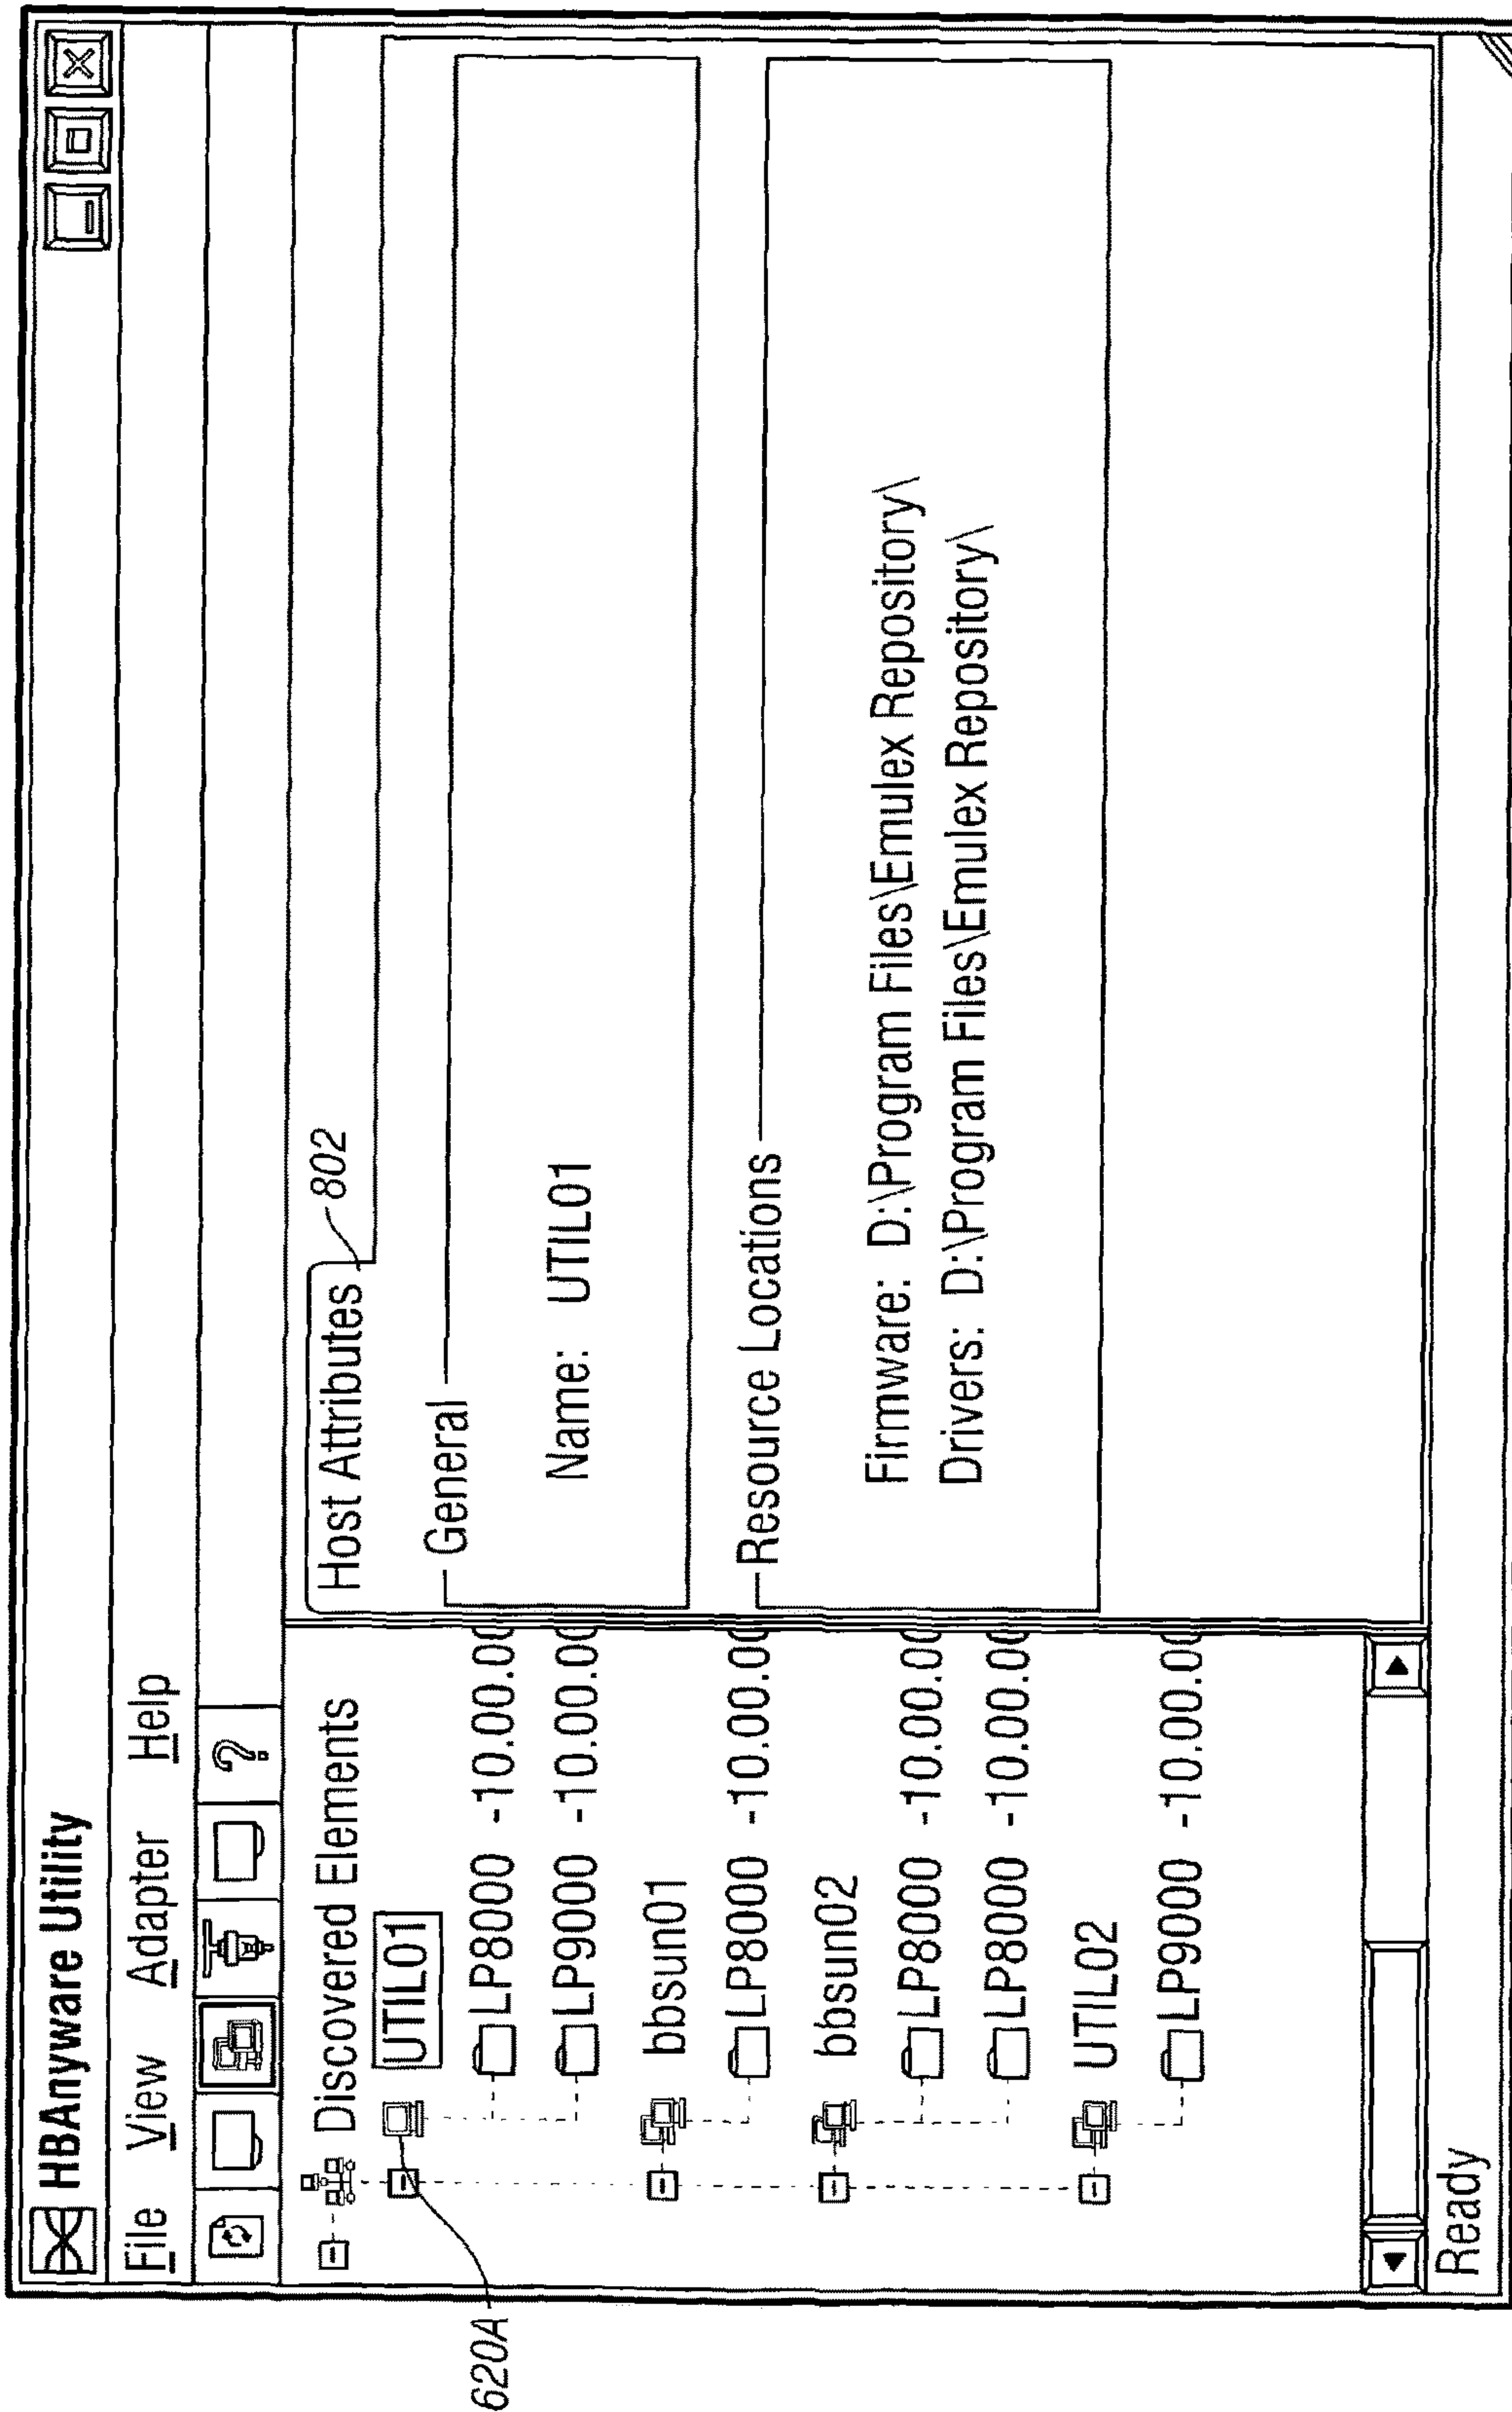 HBAnyware Utility
File View Adapter Help
?
Discovered Elements
UTIL01
LP8000 -10.00.00
LP9000 -10.00.00
bbsun01
LP8000 -10.00.00
bbsun02
LP8000 -10.00.00
LP8000 -10.00.00
UTIL02
LP9000 -10.00.00
620A
Host Attributes
802
General
Name: UTIL01
Resource Locations
Firmware: D:\Program Files\Emulex Repository\
Drivers: D:\Program Files\Emulex Repository\
Ready